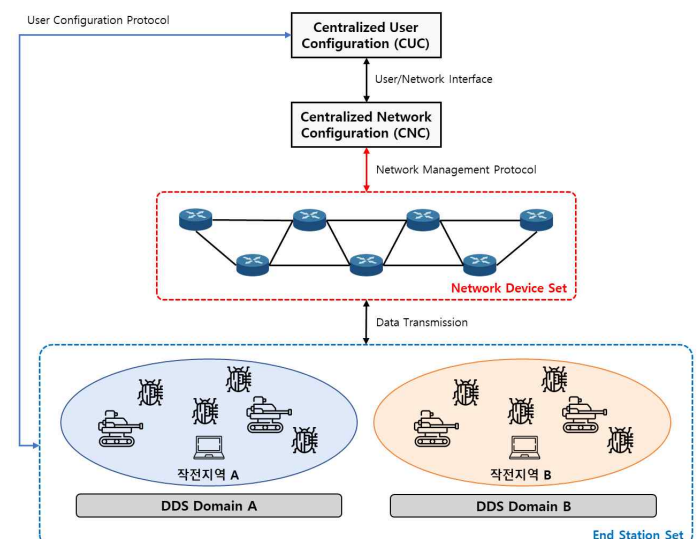 User Configuration Protocol
Centralized User
Configuration (CUC)
User/Network Interface
Centralized Network
Configuration (CNC)
Network Management Protocol
Network Device Set
Data Transmission
작전지역 A
작전지역 B
DDS Domain A
DDS Domain B
End Station Set